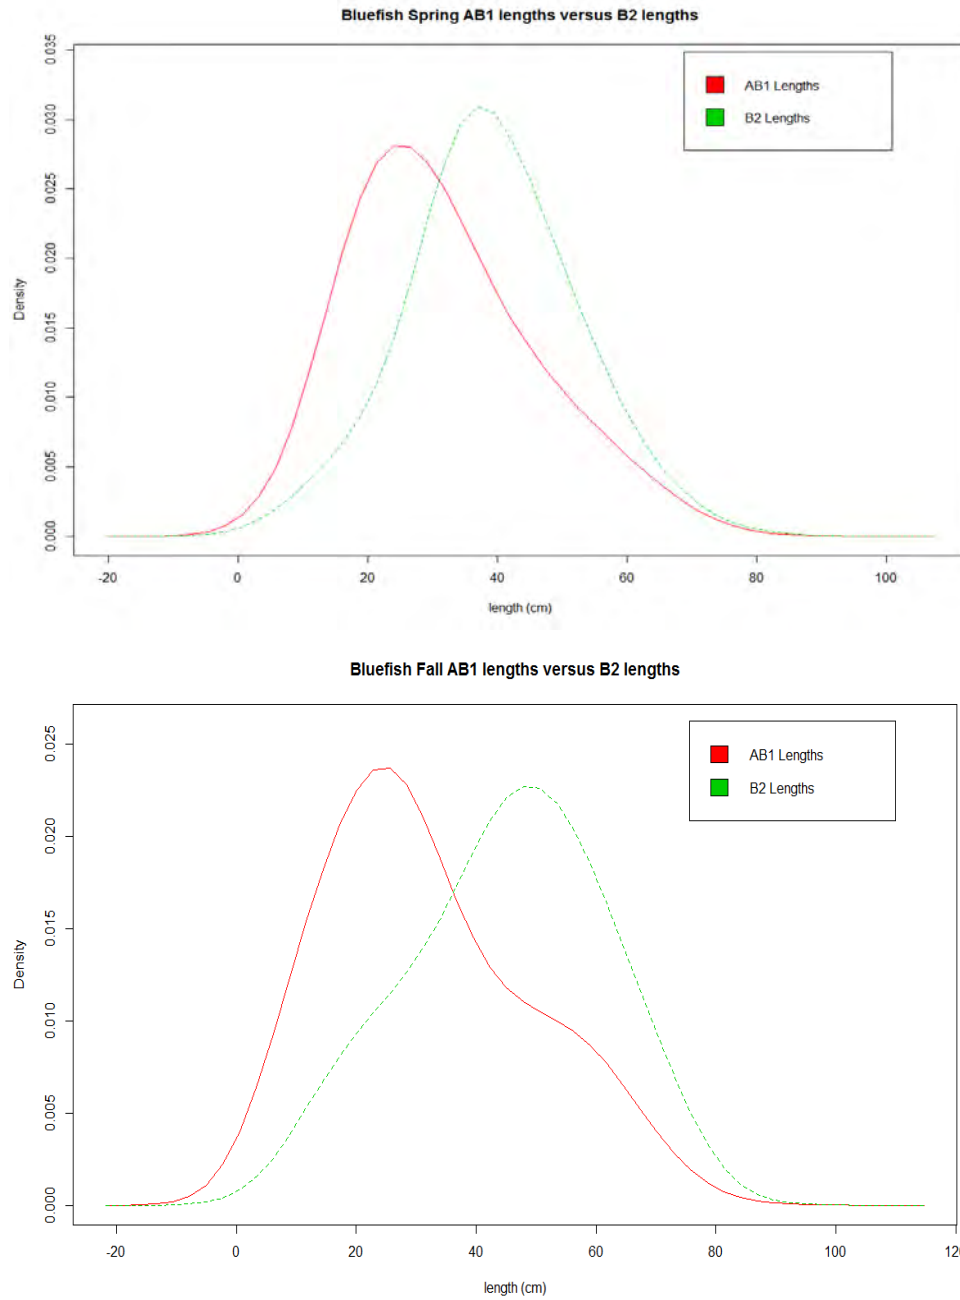 Bluefish Spring AB1 lengths versus B2 lengths
0.035
0.030
0.025
0.020
0.015
0.010
0.005
0.000
Density
AB1 Lengths
B2 Lengths
-20 0 20 40 60 80 100
length (cm)
Bluefish Fall AB1 lengths versus B2 lengths
0.025
0.020
0.015
0.010
0.005
0.000
Density
AB1 Lengths
B2 Lengths
-20 0 20 40 60 80 100 120
length (cm)